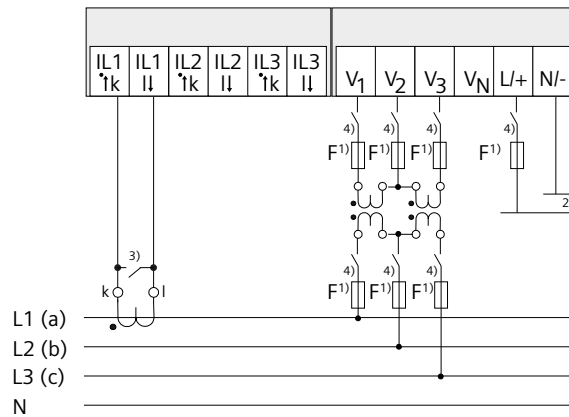 IL1 IL1 IL2 IL2 IL3 IL3
↑k l↓ ↑k l↓ ↑k l↓
V1 V2 V3 VN L/+ N/-
4) 4) 4) 4)
F1) F1) F1) F1)
2
3)
k l
4) 4) 4)
F1) F1) F1)
L1 (a)
L2 (b)
L3 (c)
N